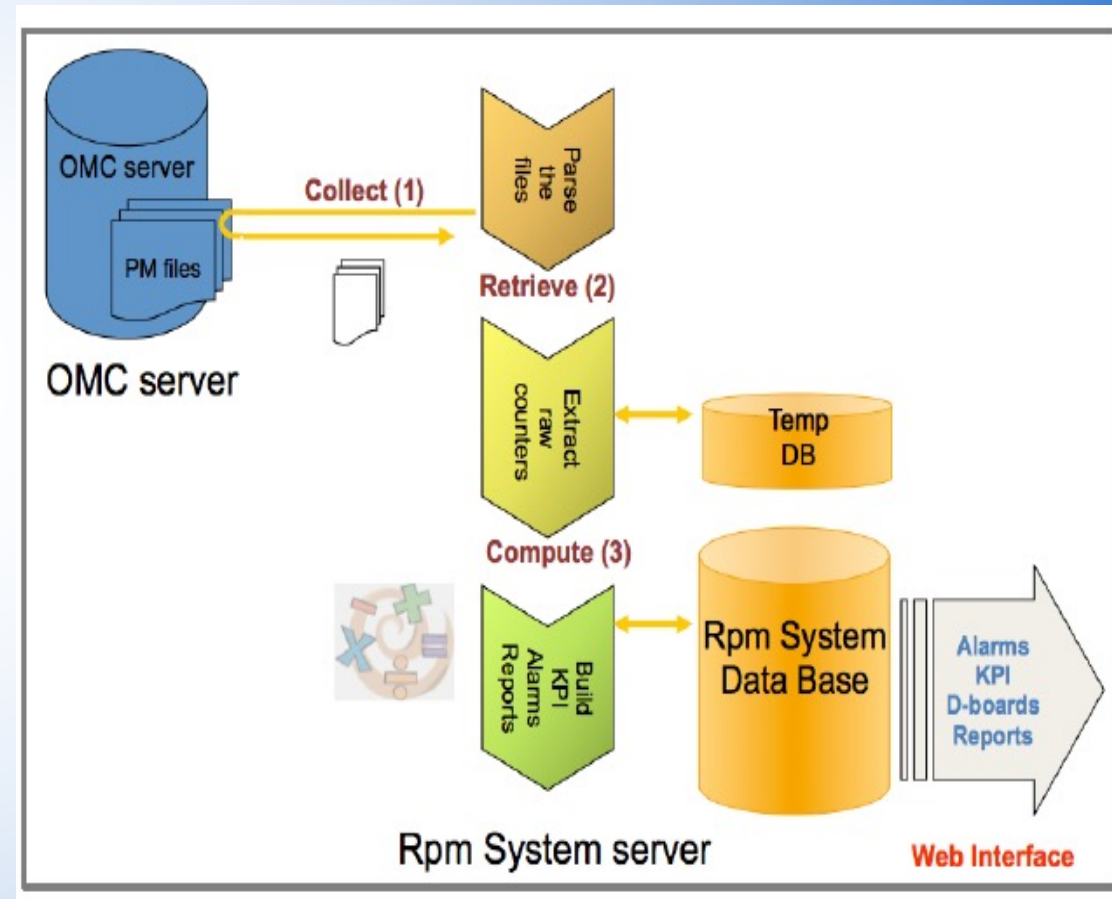 OMC server
PM files
OMC server
Collect (1)
Parse
the
files
Retrieve (2)
Extract
raw
counters
Temp
DB
Compute (3)
Build
KPI
Alarms
Reports
Rpm System
Data Base
Alarms
KPI
D-boards
Reports
Rpm System server
Web Interface